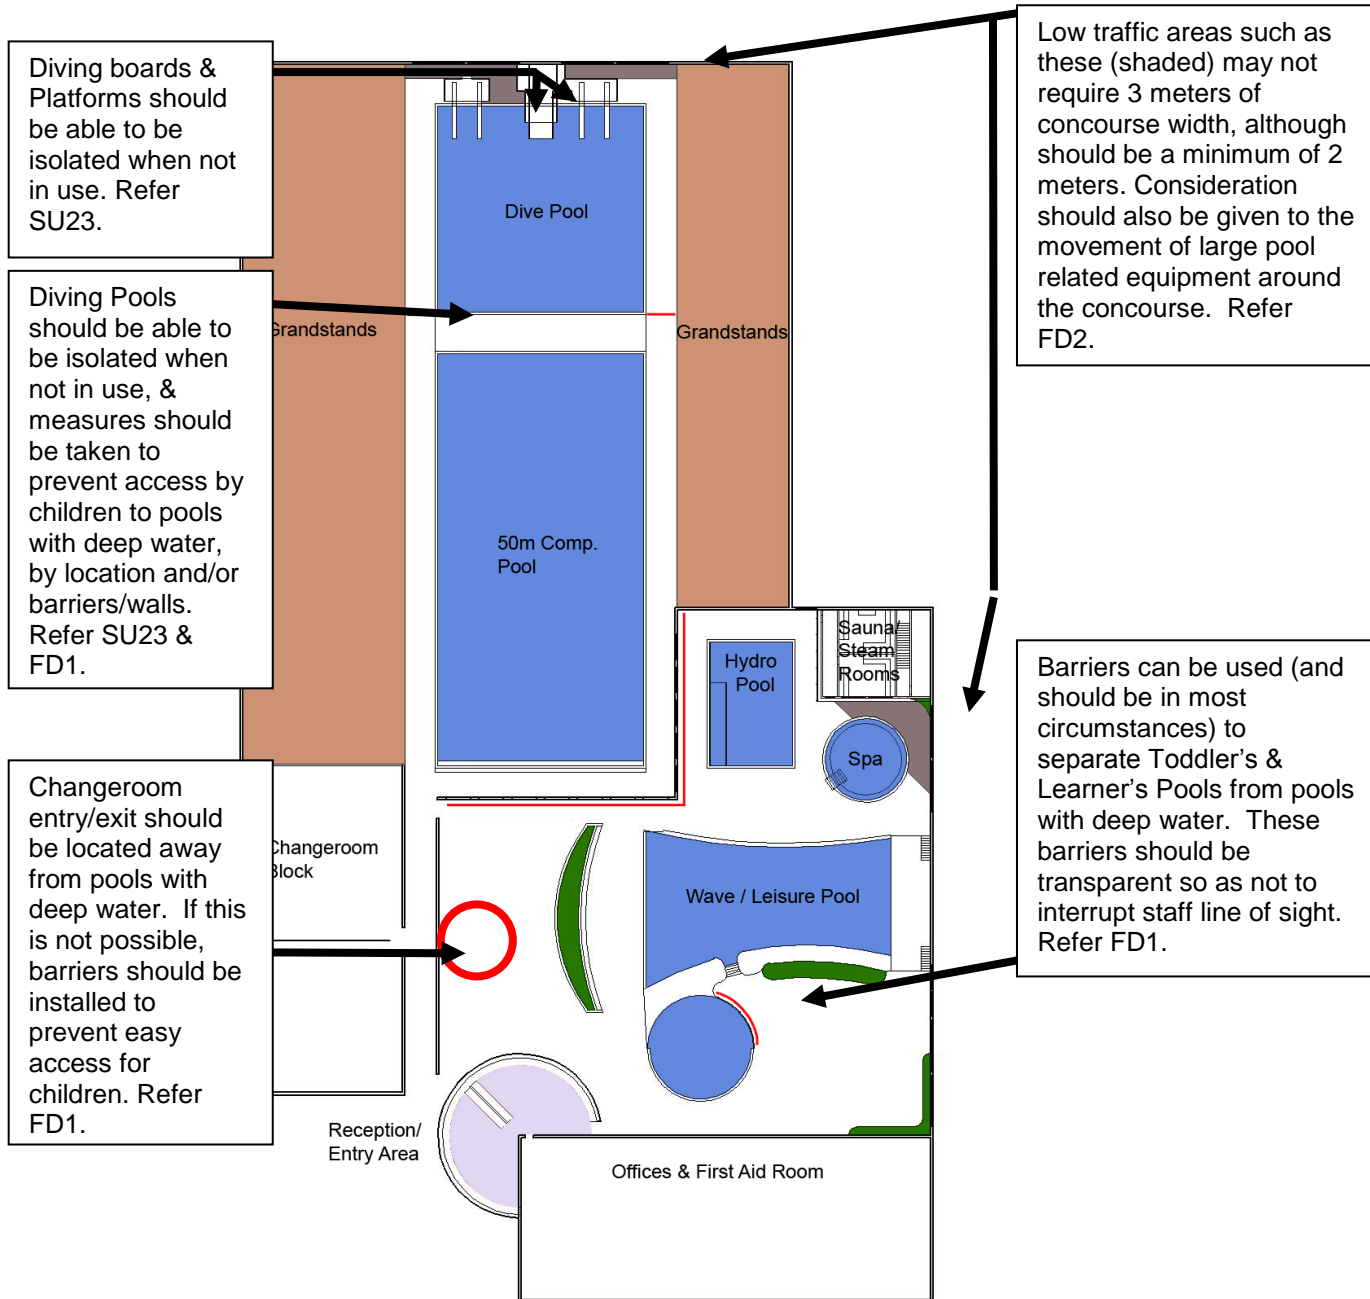 Diving boards &
Platforms should
be able to be
isolated when not
in use. Refer
SU23.
Low traffic areas such as
these (shaded) may not
require 3 meters of
concourse width, although
should be a minimum of 2
meters. Consideration
should also be given to the
movement of large pool
related equipment around
the concourse.  Refer
FD2.
Dive Pool
Diving Pools
should be able to
be isolated when
not in use, &
measures should
be taken to
prevent access by
children to pools
with deep water,
by location and/or
barriers/walls.
Refer SU23 &
FD1.
Grandstands
Grandstands
50m Comp.
Pool
Sauna/
Steam
Rooms
Hydro
Pool
Spa
Barriers can be used (and
should be in most
circumstances) to
separate Toddler's &
Learner's Pools from pools
with deep water.  These
barriers should be
transparent so as not to
interrupt staff line of sight.
Refer FD1.
Changeroom
entry/exit should
be located away
from pools with
deep water.  If this
is not possible,
barriers should be
installed to
prevent easy
access for
children. Refer
FD1.
Changeroom
Block
Wave / Leisure Pool
Reception/
Entry Area
Offices & First Aid Room